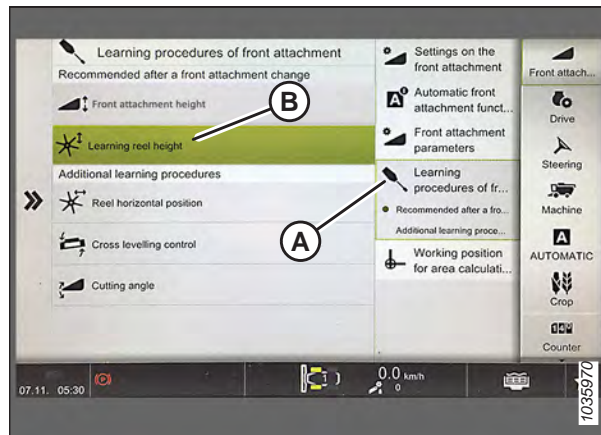 Learning procedures of front attachment
Recommended after a front attachment change
Front attachment height
Learning reel height
Additional learning procedures
Reel horizontal position
Cross levelling control
Cutting angle
B
A
Settings on the
front attachment
Automatic front
attachment funct...
Front attachment
parameters
Learning
procedures of fr...
Recommended after a fro...
Additional learning proce...
Working position
for area calculati...
Front attach...
Drive
Steering
Machine
A
AUTOMATIC
Crop
Counter
07.11. 05:30
0.0 km/h
0
1035970